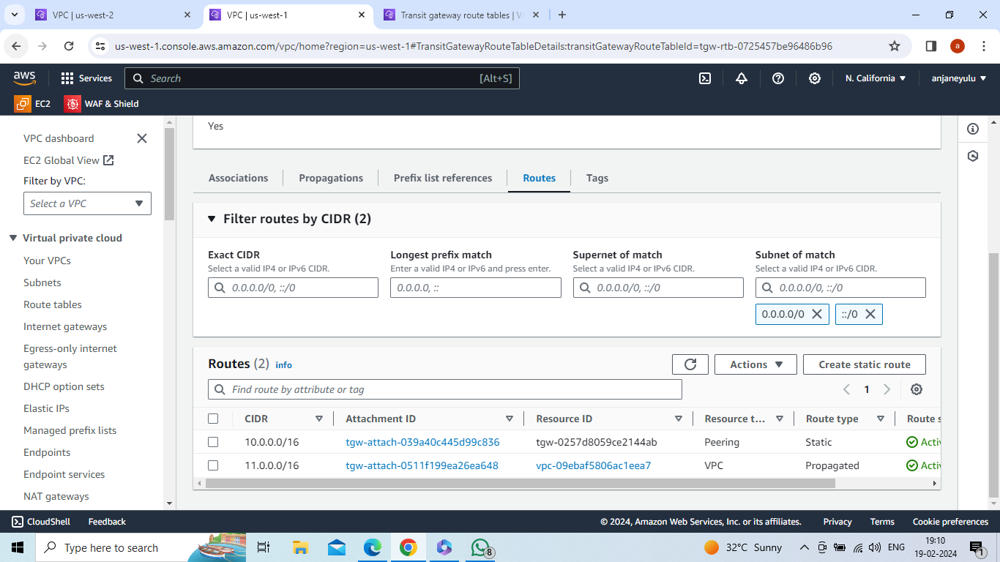 VPC | us-west-2
VPC | us-west-1
Transit gateway route tables | V
us-west-1.console.aws.amazon.com/vpc/home?region=us-west-1#TransitGatewayRouteTableDetails:transitGatewayRouteTableId=tgw-rtb-0725457be96486b96
a
aws
Services
Search
[Alt+S]
N. California
anjaneyulu
EC2
WAF & Shield
VPC dashboard
EC2 Global View
Filter by VPC:
Select a VPC
Virtual private cloud
Your VPCs
Subnets
Route tables
Internet gateways
Egress-only internet
gateways
DHCP option sets
Elastic IPs
Managed prefix lists
Endpoints
Endpoint services
NAT gateways
Yes
Associations
Propagations
Prefix list references
Routes
Tags
Filter routes by CIDR (2)
Exact CIDR
Select a valid IP4 or IPv6 CIDR.
0.0.0.0/0, ::/0
Longest prefix match
Enter a valid IP4 or IPv6 and press enter.
0.0.0.0, ::
Supernet of match
Select a valid IP4 or IPv6 CIDR.
0.0.0.0/0, ::/0
Subnet of match
Select a valid IP4 or IPv6 CIDR.
0.0.0.0/0, ::/0
0.0.0.0/0
::/0
Routes (2) info
Actions
Create static route
Find route by attribute or tag
1
CIDR Attachment ID Resource ID Resource t... Route type Route s
10.0.0.0/16 tgw-attach-039a40c445d99c836 tgw-0257d8059ce2144ab Peering Static Activ
11.0.0.0/16 tgw-attach-0511f199ea26ea648 vpc-09ebaf5806ac1eea7 VPC Propagated Activ
CloudShell
Feedback
© 2024, Amazon Web Services, Inc. or its affiliates.
Privacy
Terms
Cookie preferences
Type here to search
8
32°C Sunny
ENG
19:10
19-02-2024
1